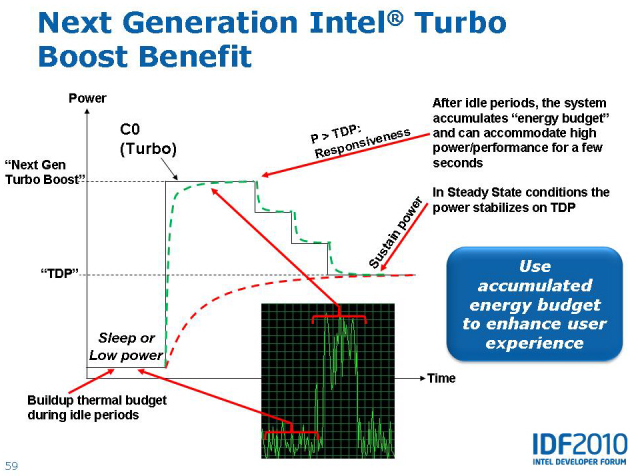 Next Generation Intel® Turbo
Boost Benefit
Power
C0
(Turbo)
P > TDP:
Responsiveness
After idle periods, the system
accumulates “energy budget”
and can accommodate high
power/performance for a few
seconds
“Next Gen
Turbo Boost”
In Steady State conditions the
power stabilizes on TDP
Sustain power
“TDP”
Use
accumulated
energy budget
to enhance user
experience
Sleep or
Low power
Time
Buildup thermal budget
during idle periods
IDF2010
INTEL DEVELOPER FORUM
59